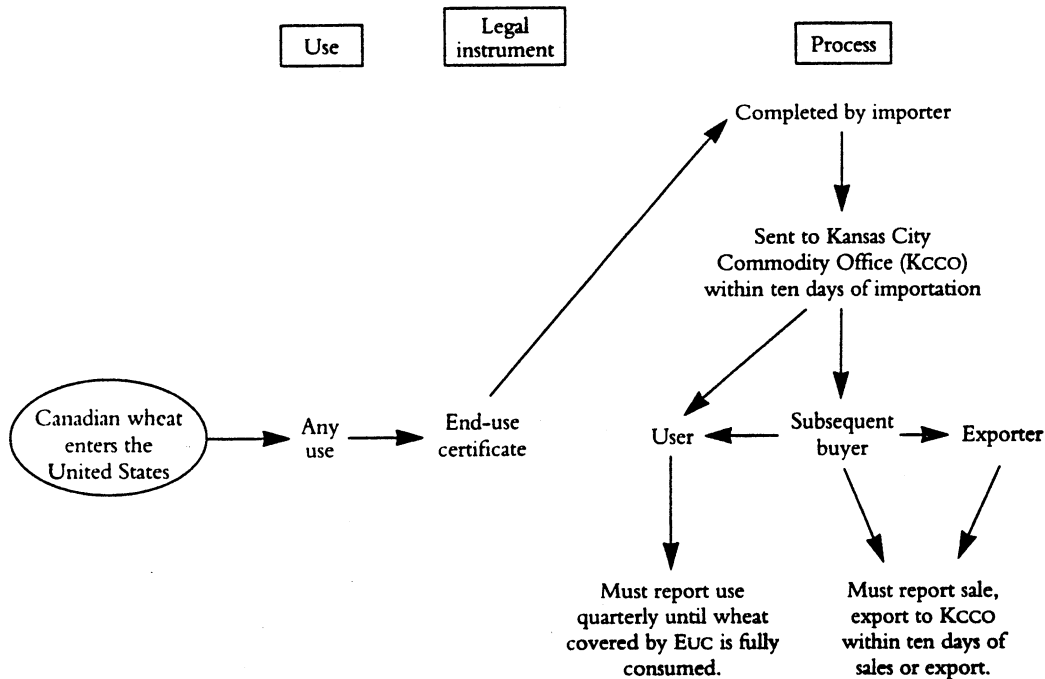 Use
Legal
instrument
Process
Completed by importer
Sent to Kansas City
Commodity Office (KCCO)
within ten days of importation
Canadian wheat
enters the
United States
Any
use
End-use
certificate
User
Subsequent
buyer
Exporter
Must report use
quarterly until wheat
covered by EUC is fully
consumed.
Must report sale,
export to KCCO
within ten days of
sales or export.